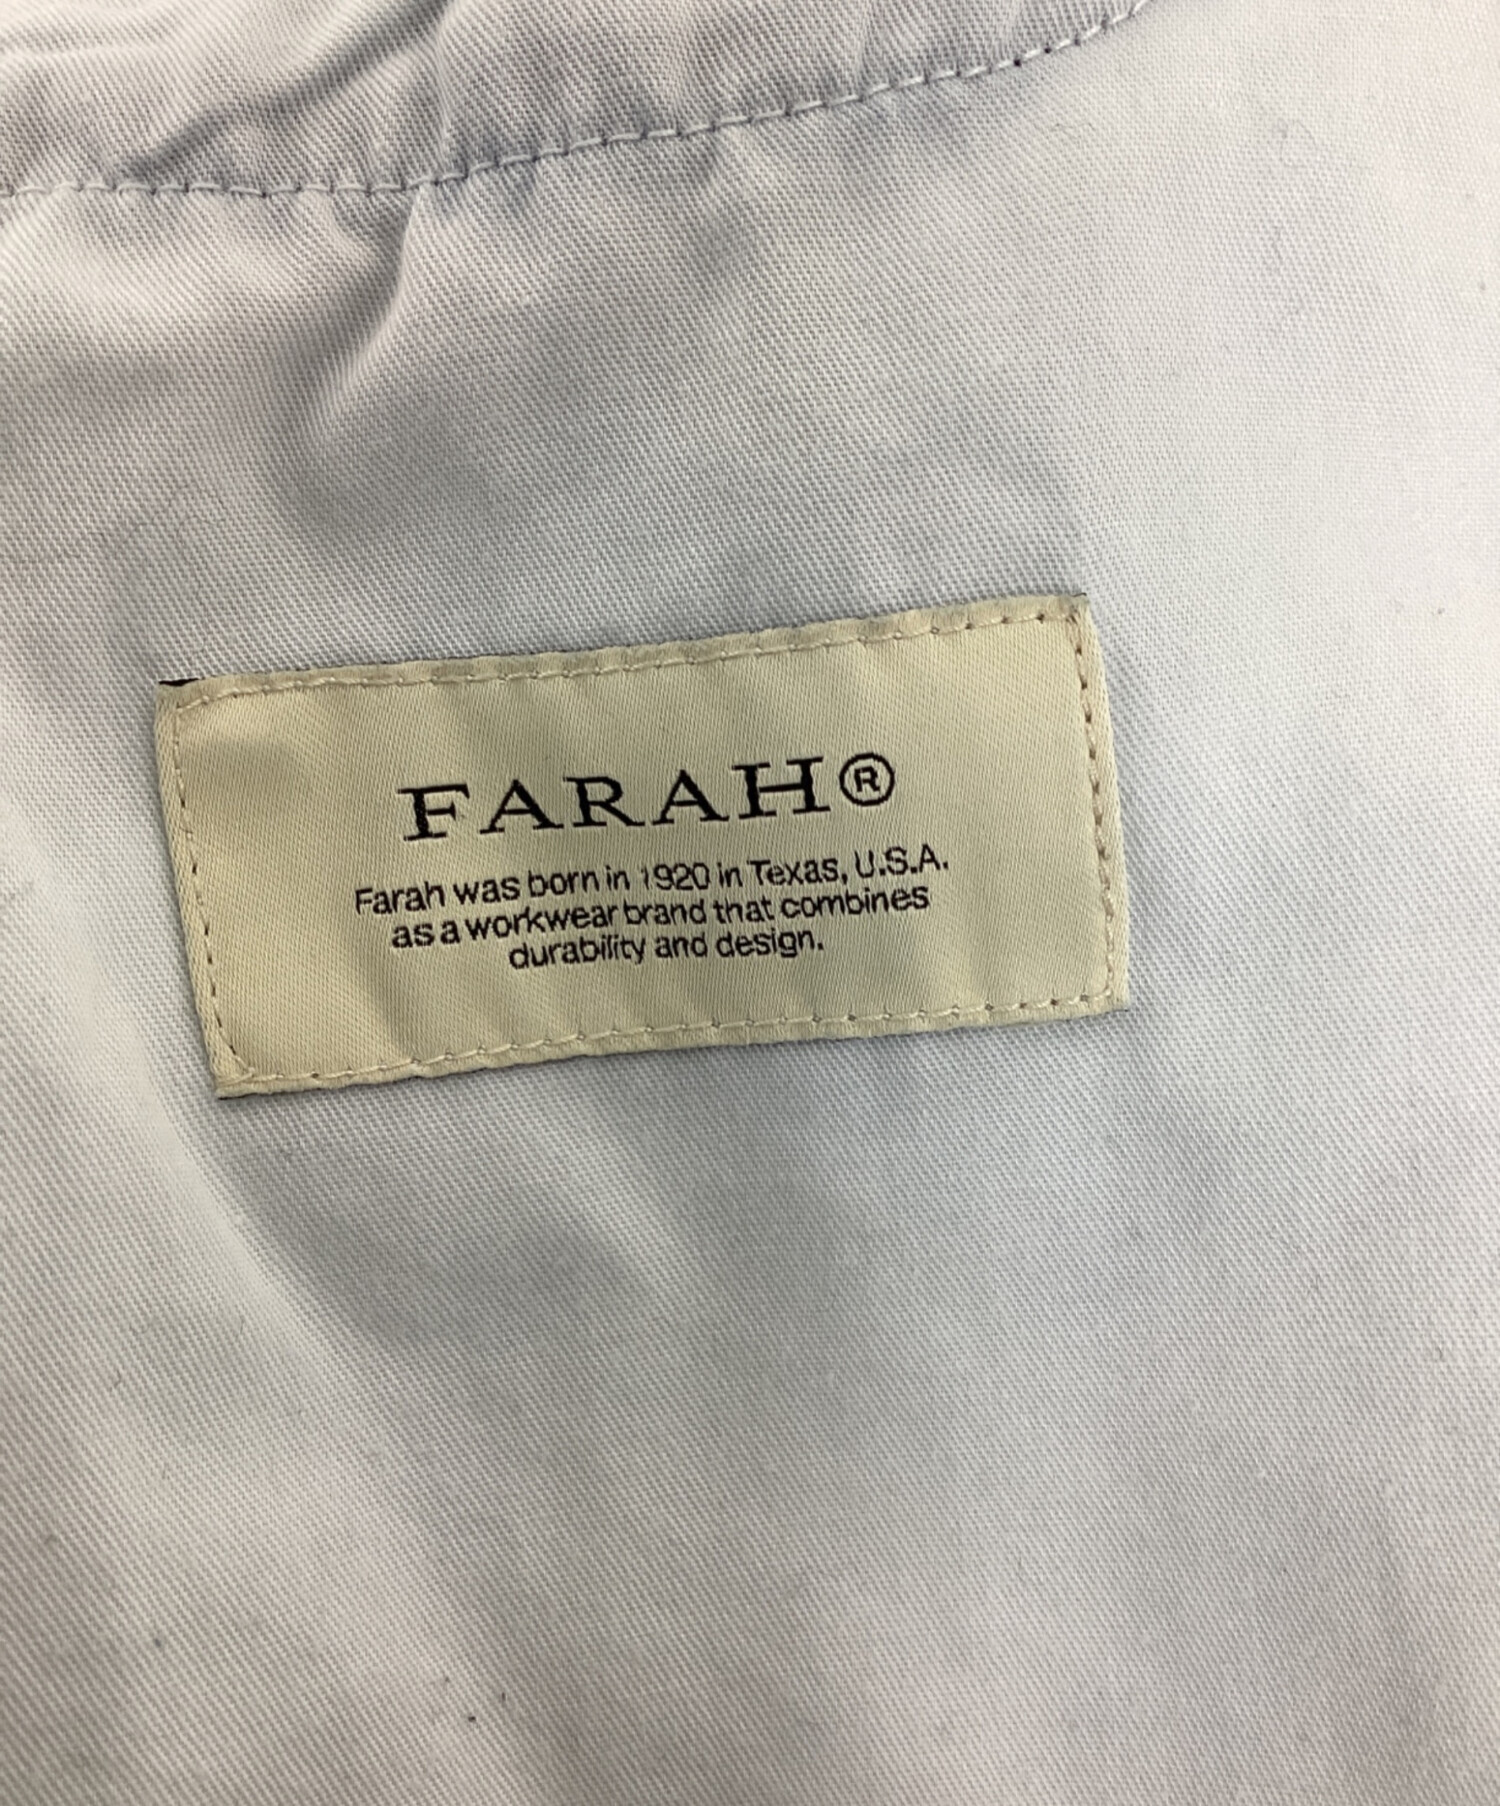 FARAH®
Farah was born in 1920 in Texas, U.S.A.
as a workwear brand that combines
durability and design.